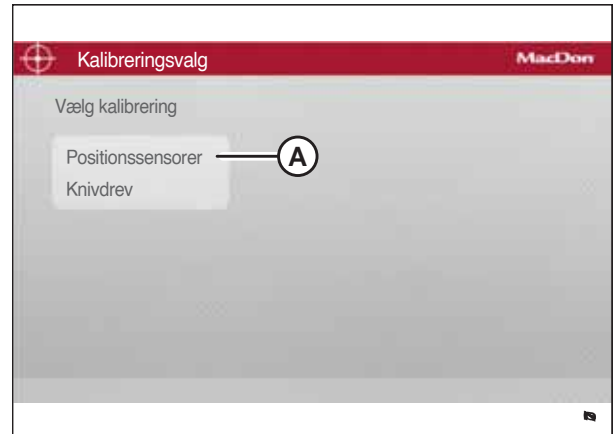 Kalibreringsvalg
MacDon
Vælg kalibrering
Positionssensorer
A
Knivdrev